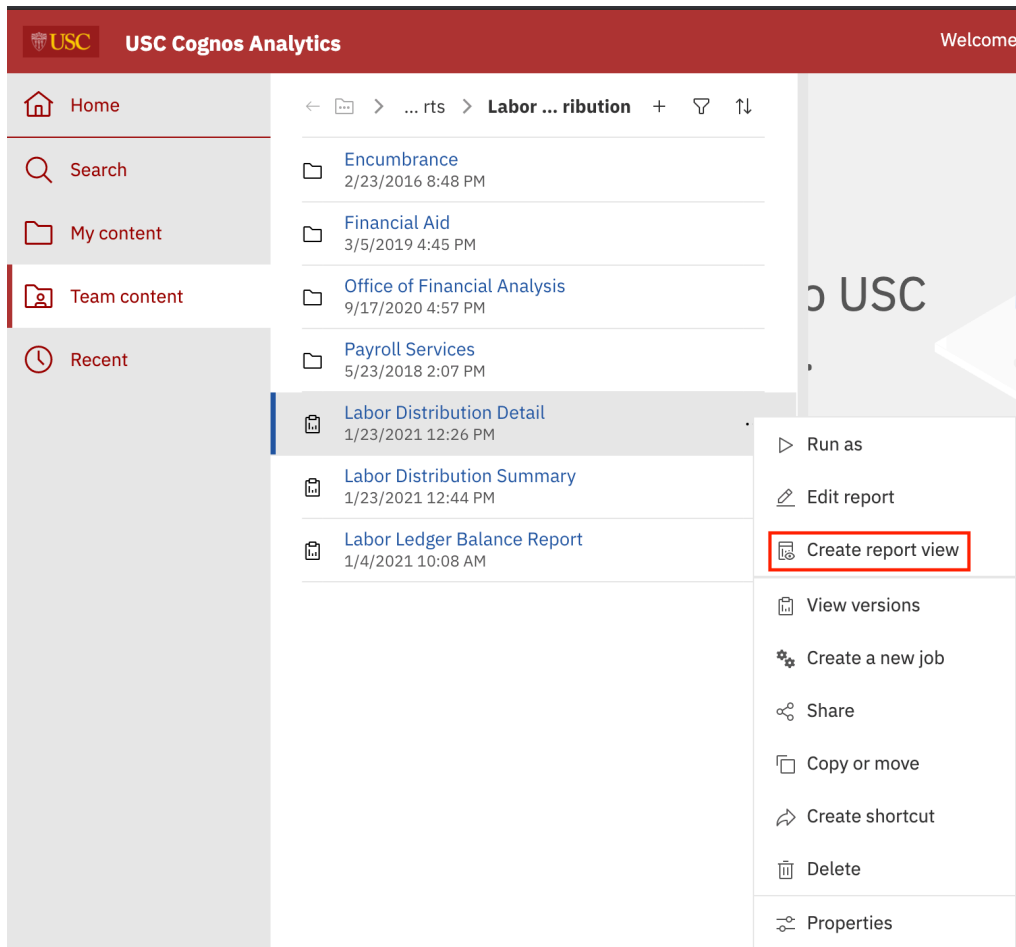 USC
USC Cognos Analytics
Welcome
Home
Search
My content
Team content
Recent
... rts
Labor ... ribution
Encumbrance
2/23/2016 8:48 PM
Financial Aid
3/5/2019 4:45 PM
Office of Financial Analysis
9/17/2020 4:57 PM
Payroll Services
5/23/2018 2:07 PM
Labor Distribution Detail
1/23/2021 12:26 PM
Labor Distribution Summary
1/23/2021 12:44 PM
Labor Ledger Balance Report
1/4/2021 10:08 AM
o USC
Run as
Edit report
Create report view
View versions
Create a new job
Share
Copy or move
Create shortcut
Delete
Properties